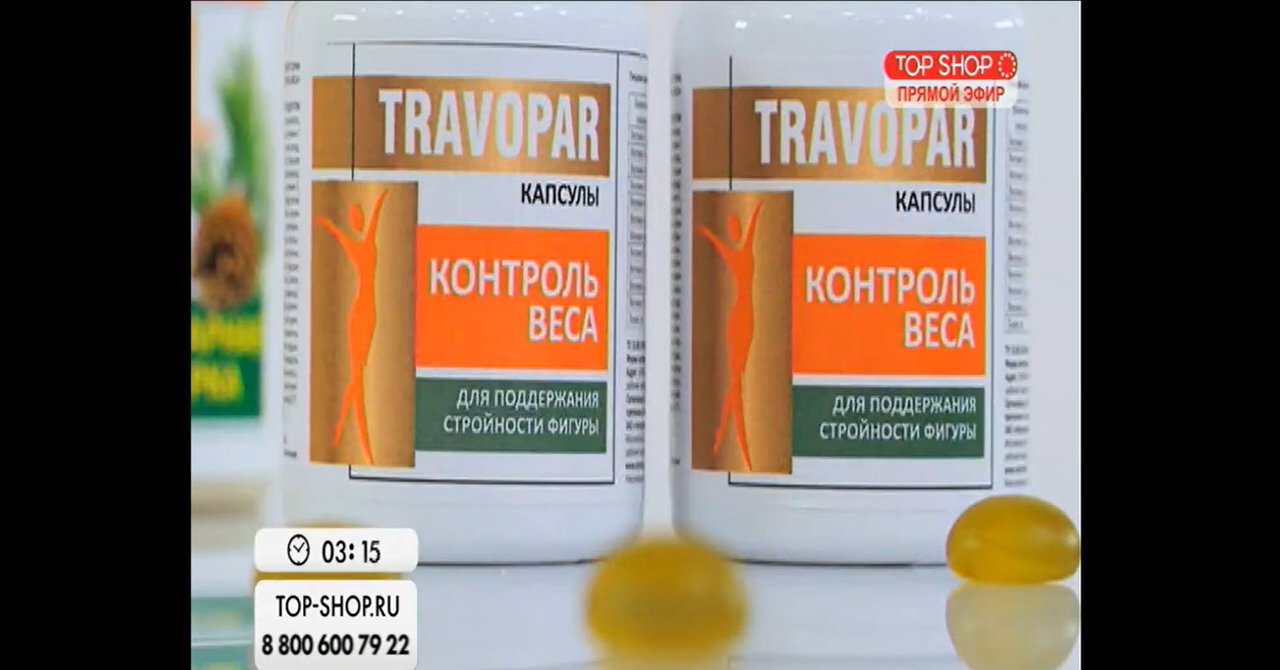 TOP SHOP
ПРЯМОЙ ЭФИР
TRAVOPAR
КАПСУЛЫ
КОНТРОЛЬ
ВЕСА
ДЛЯ ПОДДЕРЖАНИЯ
СТРОЙНОСТИ ФИГУРЫ
TRAVOPAR
КАПСУЛЫ
КОНТРОЛЬ
ВЕСА
ДЛЯ ПОДДЕРЖАНИЯ
СТРОЙНОСТИ ФИГУРЫ
03:15
TOP-SHOP.RU
8 800 600 79 22